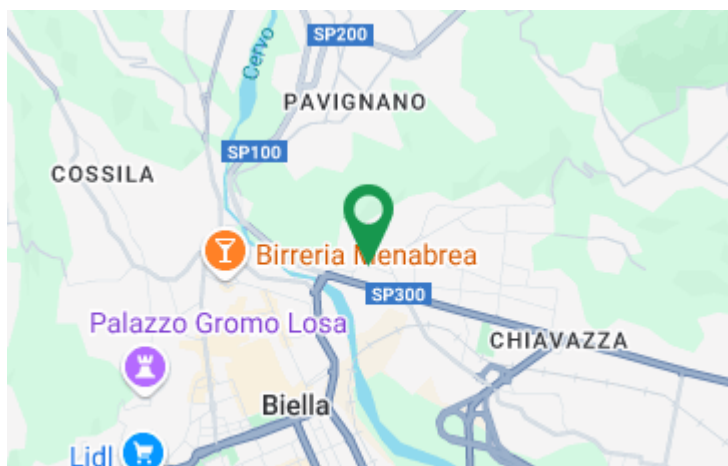 SP200
Cervo
PAVIGNANO
SP100
COSSILA
Birreria Menabrea
SP300
Palazzo Gromo Losa
CHIAVAZZA
Biella
Lidl